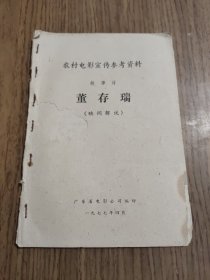 农村电影宣传参考资料
故事片
董存瑞
（映间解说）
广东省电影公司编印
一九七七年四月